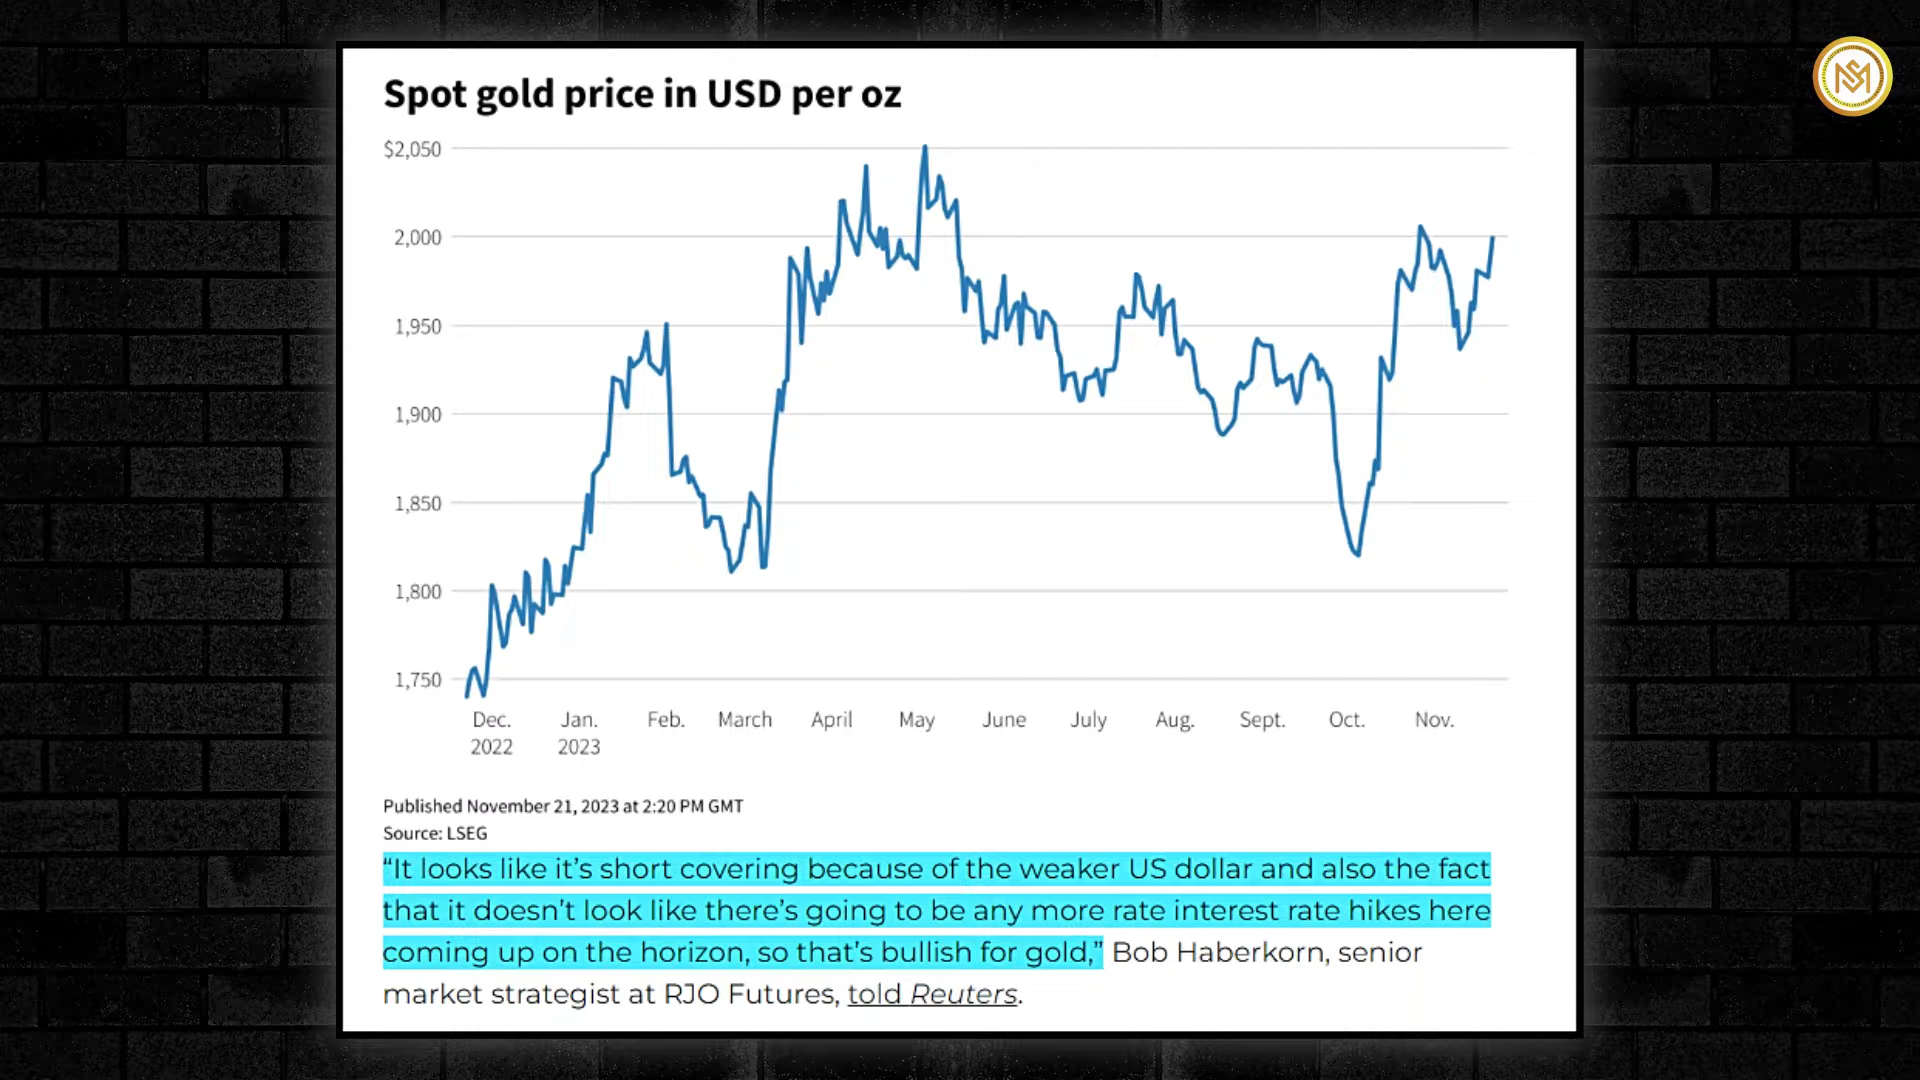 Spot gold price in USD per oz
$2,050
2,000
1,950
1,900
1,850
1,800
1,750
Dec. Jan. Feb. March April May June July Aug. Sept. Oct. Nov.
2022 2023
Published November 21, 2023 at 2:20 PM GMT
Source: LSEG
“It looks like it’s short covering because of the weaker US dollar and also the fact
that it doesn’t look like there’s going to be any more rate interest rate hikes here
coming up on the horizon, so that’s bullish for gold,” Bob Haberkorn, senior
market strategist at RJO Futures, told Reuters.